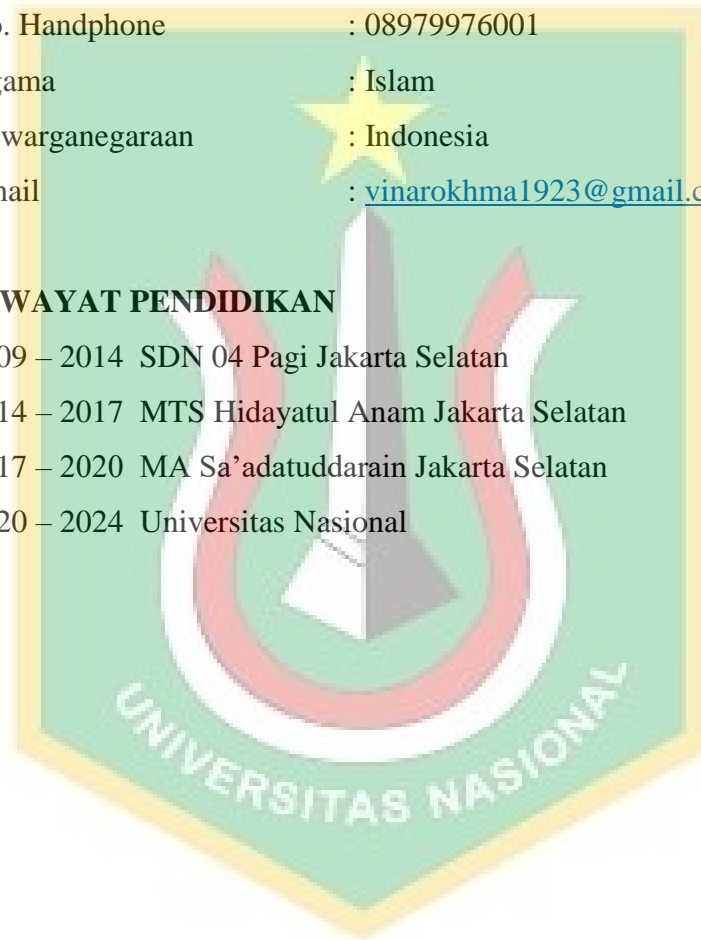 . Handphone : 08979976001
gama : Islam
warganegaraan : Indonesia
nail : vinarokhma1923@gmail.c
WAYAT PENDIDIKAN
09 – 2014 SDN 04 Pagi Jakarta Selatan
14 – 2017 MTS Hidayatul Anam Jakarta Selatan
17 – 2020 MA Sa’adatuddarain Jakarta Selatan
20 – 2024 Universitas Nasional
UNIVERSITAS NASIONAL